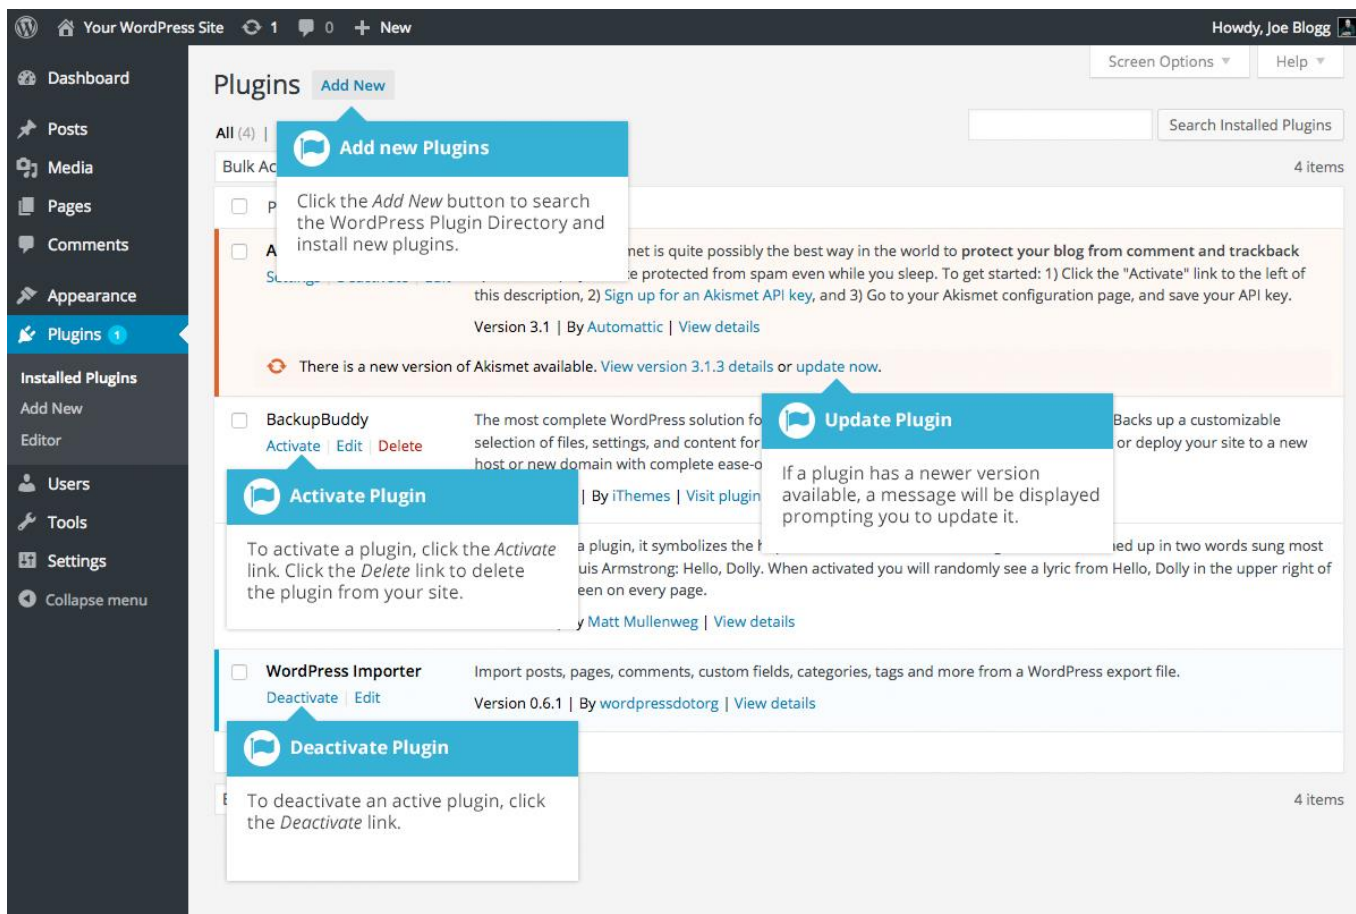 Your WordPress Site 1 0 + New Howdy, Joe Blogg
Screen Options Help
Dashboard
Posts
Media
Pages
Comments
Appearance
Plugins 1
Installed Plugins
Add New
Editor
Users
Tools
Settings
Collapse menu
Plugins Add New
All (4) |
Search Installed Plugins
4 items
Add new Plugins
Click the Add New button to search
the WordPress Plugin Directory and
install new plugins.
is quite possibly the best way in the world to protect your blog from comment and trackback
protected from spam even while you sleep. To get started: 1) Click the "Activate" link to the left of
this description, 2) Sign up for an Akismet API key, and 3) Go to your Akismet configuration page, and save your API key.
Version 3.1 | By Automattic | View details
There is a new version of Akismet available. View version 3.1.3 details or update now.
Update Plugin
If a plugin has a newer version
available, a message will be displayed
prompting you to update it.
BackupBuddy
Activate | Edit | Delete
The most complete WordPress solution Backs up a customizable
selection of files, settings, and content for or deploy your site to a new
host or new domain with complete
| By iThemes | Visit plugin
Activate Plugin
To activate a plugin, click the Activate
link. Click the Delete link to delete
the plugin from your site.
a plugin, it symbolizes the up in two words sung most
Armstrong: Hello, Dolly. When activated you will randomly see a lyric from Hello, Dolly in the upper right of
on every page.
Matt Mullenweg | View details
WordPress Importer
Deactivate | Edit
Import posts, pages, comments, custom fields, categories, tags and more from a WordPress export file.
Version 0.6.1 | By wordpressdotorg | View details
Deactivate Plugin
To deactivate an active plugin, click
the Deactivate link.
4 items